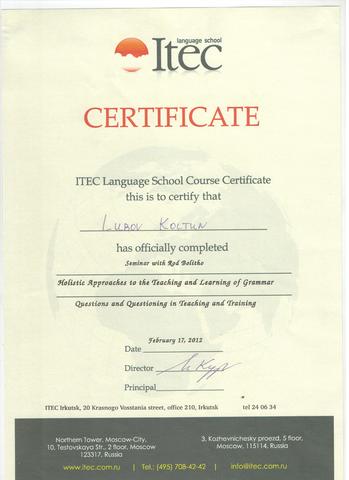 language school
Itec
CERTIFICATE
ITEC Language School Course Certificate
this is to certify that
Lubov Koltun
has officially completed
Seminar with Rod Bolitho
Holistic Approaches to the Teaching and Learning of Grammar
Questions and Questioning in Teaching and Training
February 17, 2012
Date
Director
Principal
ITEC Irkutsk, 20 Krasnogo Vosstania street, office 210, Irkutsk tel 24 06 34
Northern Tower, Moscow-City, 3, Kozhevnichesky proezd, 5 floor,
10, Testovskaya Str., 2 floor, Moscow Moscow, 115114, Russia
123317, Russia
www.itec.com.ru | Tel.: (495) 708-42-42 | info@itec.com.ru